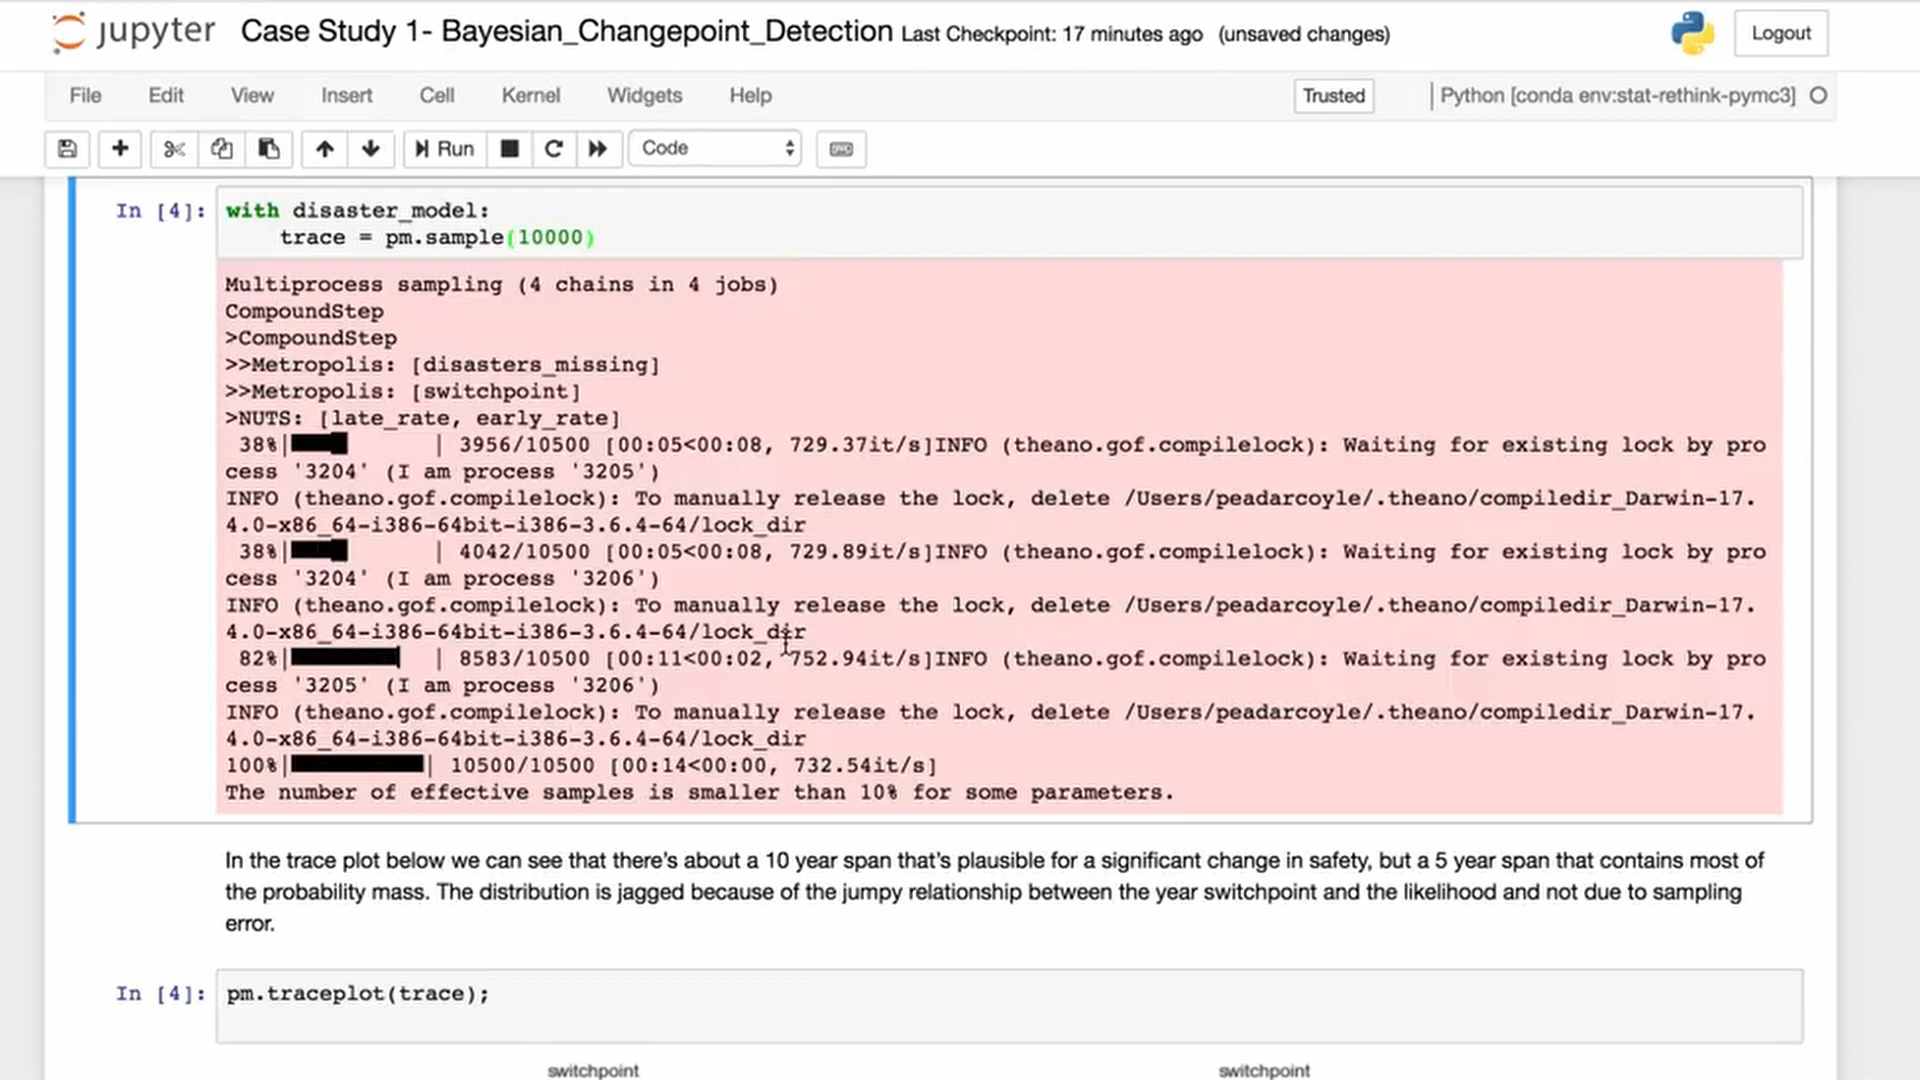 jupyter Case Study 1- Bayesian_Changepoint_Detection Last Checkpoint: 17 minutes ago (unsaved changes) Logout
File Edit View Insert Cell Kernel Widgets Help Trusted Python [conda env:stat-rethink-pymc3]
Run Code
In [4]: with disaster_model:
trace = pm.sample(10000)
Multiprocess sampling (4 chains in 4 jobs)
CompoundStep
>CompoundStep
>>Metropolis: [disasters_missing]
>>Metropolis: [switchpoint]
>NUTS: [late_rate, early_rate]
38%| | 3956/10500 [00:05<00:08, 729.37it/s]INFO (theano.gof.compilelock): Waiting for existing lock by pro
cess '3204' (I am process '3205')
INFO (theano.gof.compilelock): To manually release the lock, delete /Users/peadarcoyle/.theano/compiledir_Darwin-17.
4.0-x86_64-i386-64bit-i386-3.6.4-64/lock_dir
38%| | 4042/10500 [00:05<00:08, 729.89it/s]INFO (theano.gof.compilelock): Waiting for existing lock by pro
cess '3204' (I am process '3206')
INFO (theano.gof.compilelock): To manually release the lock, delete /Users/peadarcoyle/.theano/compiledir_Darwin-17.
4.0-x86_64-i386-64bit-i386-3.6.4-64/lock_dir
82%| | 8583/10500 [00:11<00:02, 752.94it/s]INFO (theano.gof.compilelock): Waiting for existing lock by pro
cess '3205' (I am process '3206')
INFO (theano.gof.compilelock): To manually release the lock, delete /Users/peadarcoyle/.theano/compiledir_Darwin-17.
4.0-x86_64-i386-64bit-i386-3.6.4-64/lock_dir
100%| | 10500/10500 [00:14<00:00, 732.54it/s]
The number of effective samples is smaller than 10% for some parameters.
In the trace plot below we can see that there's about a 10 year span that's plausible for a significant change in safety, but a 5 year span that contains most of
the probability mass. The distribution is jagged because of the jumpy relationship between the year switchpoint and the likelihood and not due to sampling
error.
In [4]: pm.traceplot(trace);
switchpoint switchpoint